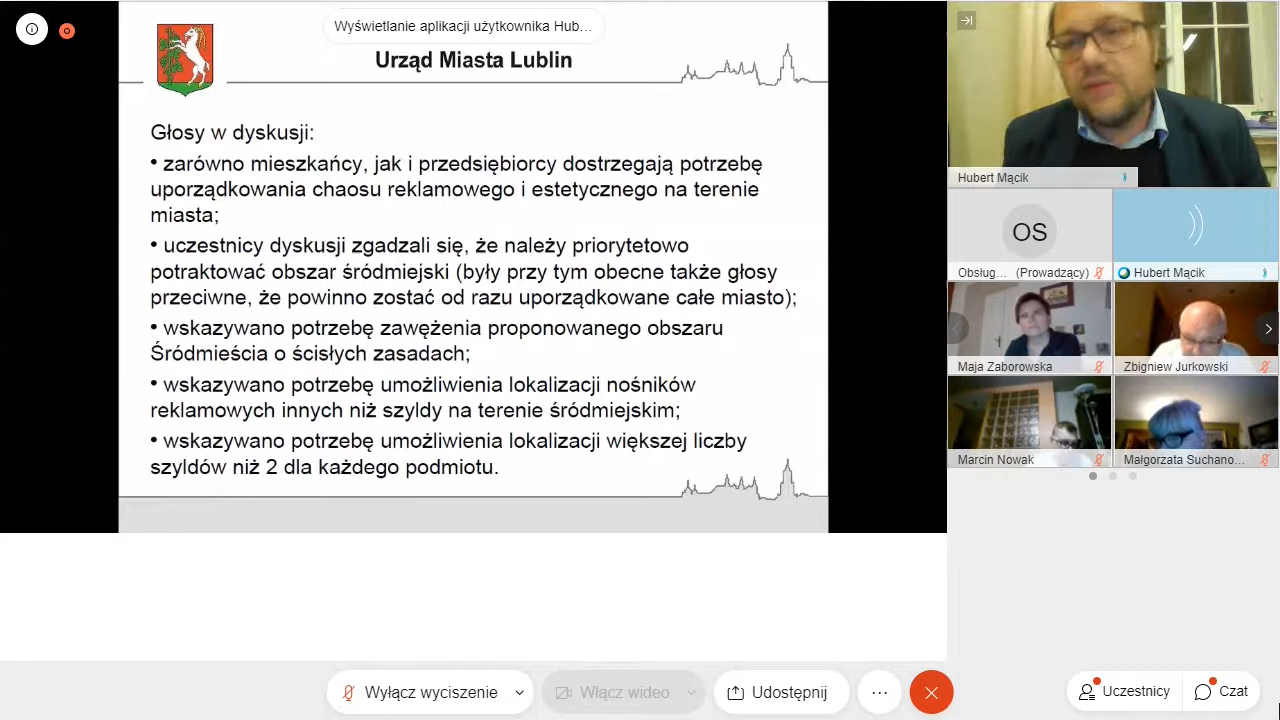 Wyświetlanie aplikacji użytkownika Hub...
Urząd Miasta Lublin
Głosy w dyskusji:
• zarówno mieszkańcy, jak i przedsiębiorcy dostrzegają potrzebę
uporządkowania chaosu reklamowego i estetycznego na terenie
miasta;
• uczestnicy dyskusji zgadzali się, że należy priorytetowo
potraktować obszar śródmiejski (były przy tym obecne także głosy
przeciwne, że powinno zostać od razu uporządkowane całe miasto);
• wskazywano potrzebę zawężenia proponowanego obszaru
Śródmieścia o ścisłych zasadach;
• wskazywano potrzebę umożliwienia lokalizacji nośników
reklamowych innych niż szyldy na terenie śródmiejskim;
• wskazywano potrzebę umożliwienia lokalizacji większej liczby
szyldów niż 2 dla każdego podmiotu.
Hubert Mącik
OS
Obsług... (Prowadzący)
Hubert Mącik
Maja Zaborowska
Zbigniew Jurkowski
Marcin Nowak
Małgorzata Suchano...
Wyłącz wyciszenie
Włącz wideo
Udostępnij
Uczestnicy
Czat